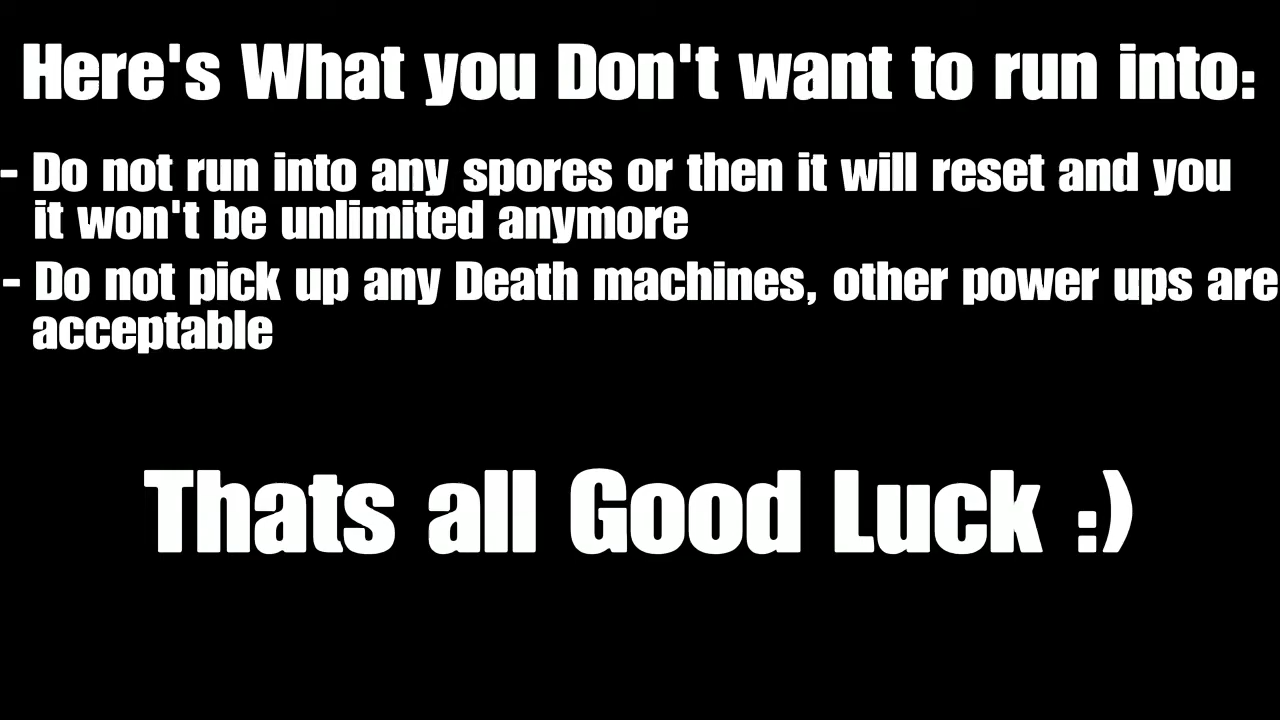 Here's What you Don't want to run into:
- Do not run into any spores or then it will reset and you
it won't be unlimited anymore
- Do not pick up any Death machines, other power ups are
acceptable
Thats all Good Luck :)